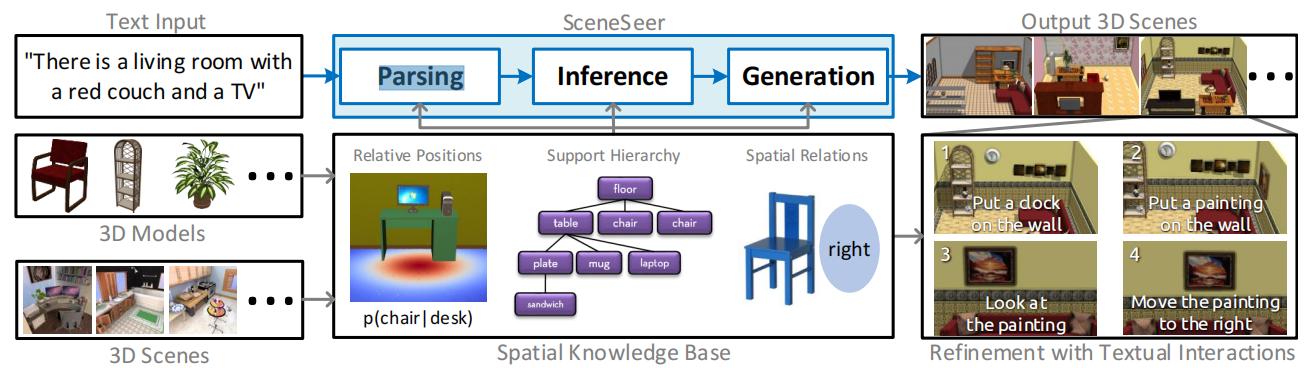 Text Input
SceneSeer
Output 3D Scenes
"There is a living room with
a red couch and a TV"
Parsing
Inference
Generation
3D Models
3D Scenes
Relative Positions
Support Hierarchy
Spatial Relations
floor
table
chair
chair
plate
mug
laptop
sandwich
right
p(chair|desk)
Spatial Knowledge Base
1
Put a clock
on the wall
2
Put a painting
on the wall
3
Look at
the painting
4
Move the painting
to the right
Refinement with Textual Interactions